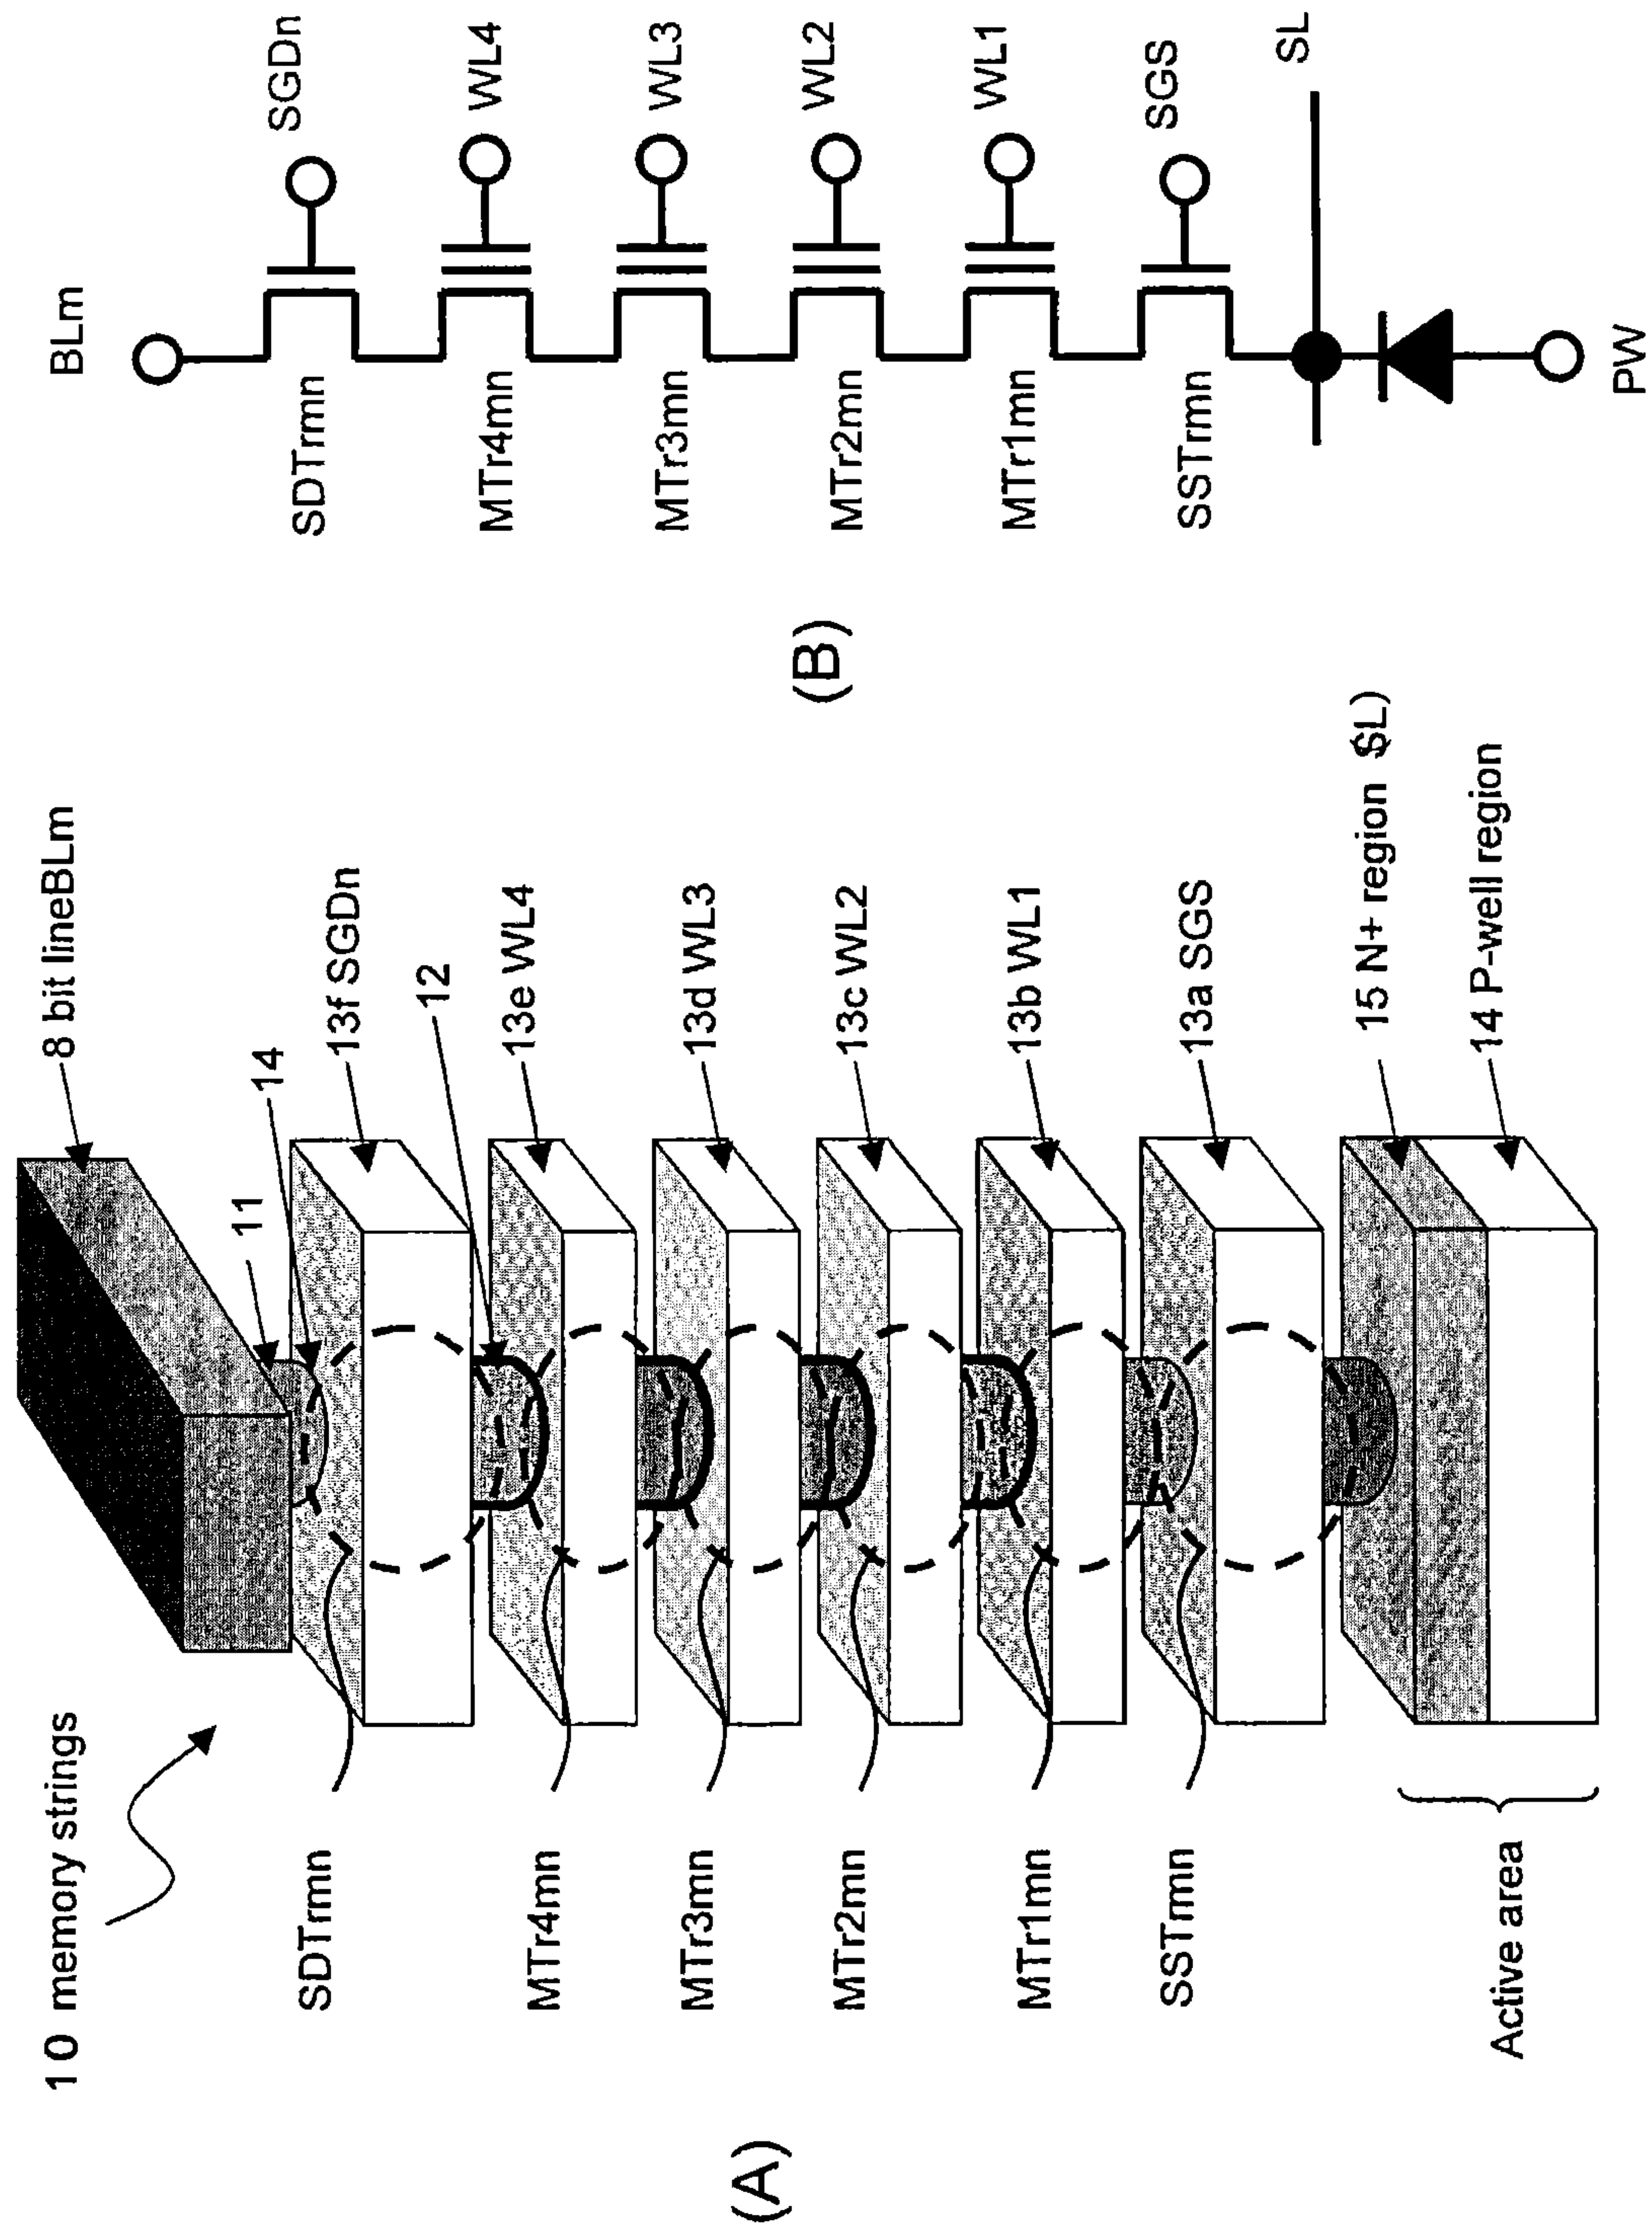 10 memory strings
8 bit lineBLm
11
14
13f SGDn
12
13e WL4
13d WL3
13c WL2
13b WL1
13a SGS
15 N+ region $L)
14 P-well region
SDTrmn
MTr4mn
MTr3mn
MTr2mn
MTr1mn
SSTrmn
Active area
(A)
BLm
SDTrmn
SGDn
MTr4mn
WL4
MTr3mn
WL3
MTr2mn
WL2
MTr1mn
WL1
SSTrmn
SGS
SL
PW
(B)